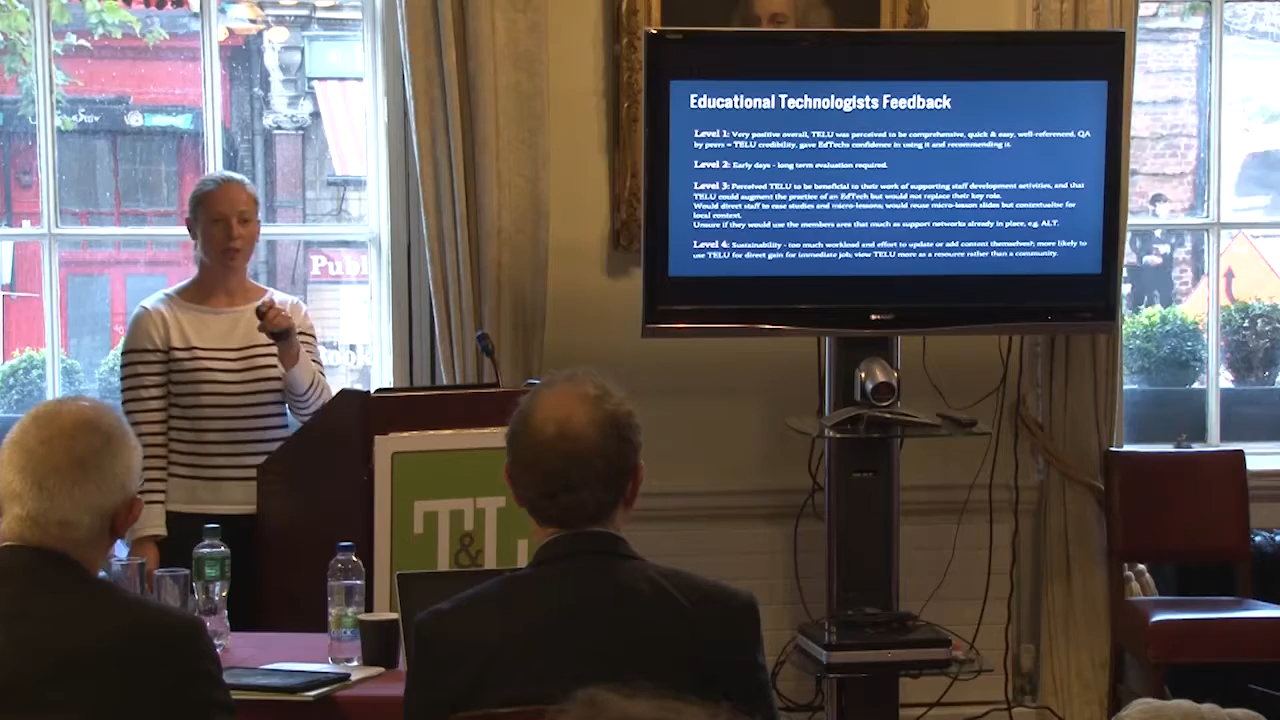 Educational Technologists Feedback
Level 1: Very positive overall, TELU was perceived to be comprehensive, quick & easy, well-referenced. QA
by peers = TELU credibility, gave EdTechs confidence in using it and recommending it.
Level 2: Early days - long term evaluation required.
Level 3: Perceived TELU to be beneficial to their work of supporting staff development activities, and that
TELU could augment the practice of an EdTech but would not replace their key role.
Would direct staff to case studies and micro-lessons; would reuse micro-lesson slides but contextualise for
local context.
Unsure if they would use the members area that much as support networks already in place, e.g. ALT.
Level 4: Sustainability - too much workload and effort to update or add content themselves?; more likely to
use TELU for direct gain for immediate job; view TELU more as a resource rather than a community.
Publ
Book
T&L